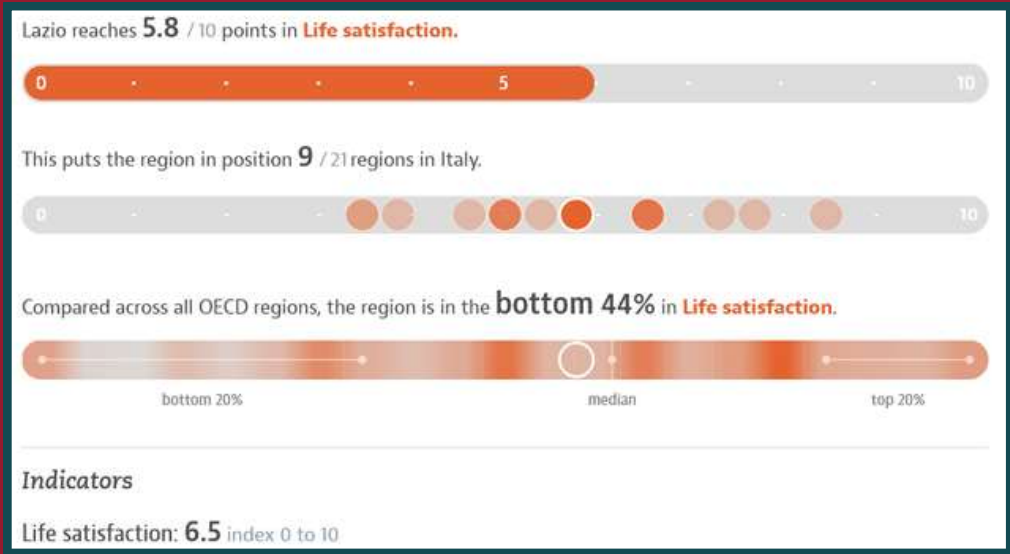 Lazio reaches 5.8 / 10 points in Life satisfaction.
0 5 10
This puts the region in position 9 / 21 regions in Italy.
0 10
Compared across all OECD regions, the region is in the bottom 44% in Life satisfaction.
bottom 20% median top 20%
Indicators
Life satisfaction: 6.5 index 0 to 10